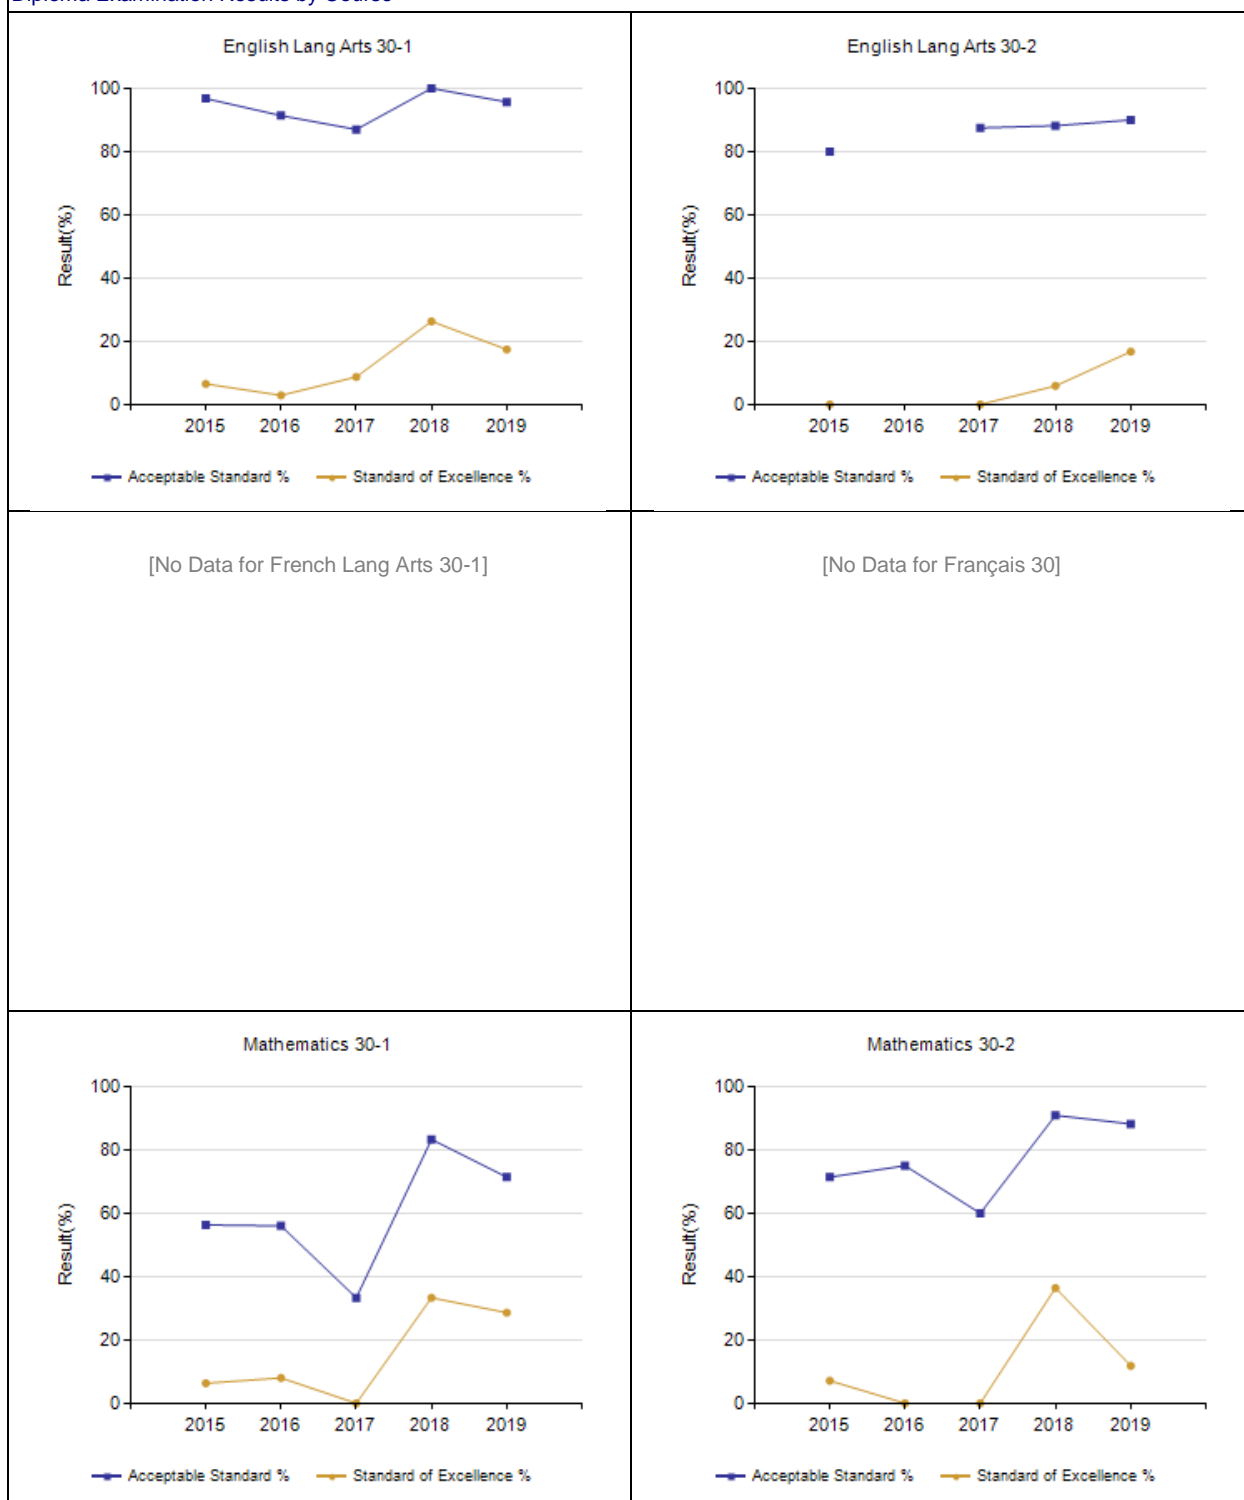 Diploma Examination Results by Course
English Lang Arts 30-1
100
80
60
40
20
0
Result(%)
2015 2016 2017 2018 2019
Acceptable Standard % Standard of Excellence %
English Lang Arts 30-2
100
80
60
40
20
0
Result(%)
2015 2016 2017 2018 2019
Acceptable Standard % Standard of Excellence %
[No Data for French Lang Arts 30-1]
[No Data for Français 30]
Mathematics 30-1
100
80
60
40
20
0
Result(%)
2015 2016 2017 2018 2019
Acceptable Standard % Standard of Excellence %
Mathematics 30-2
100
80
60
40
20
0
Result(%)
2015 2016 2017 2018 2019
Acceptable Standard % Standard of Excellence %